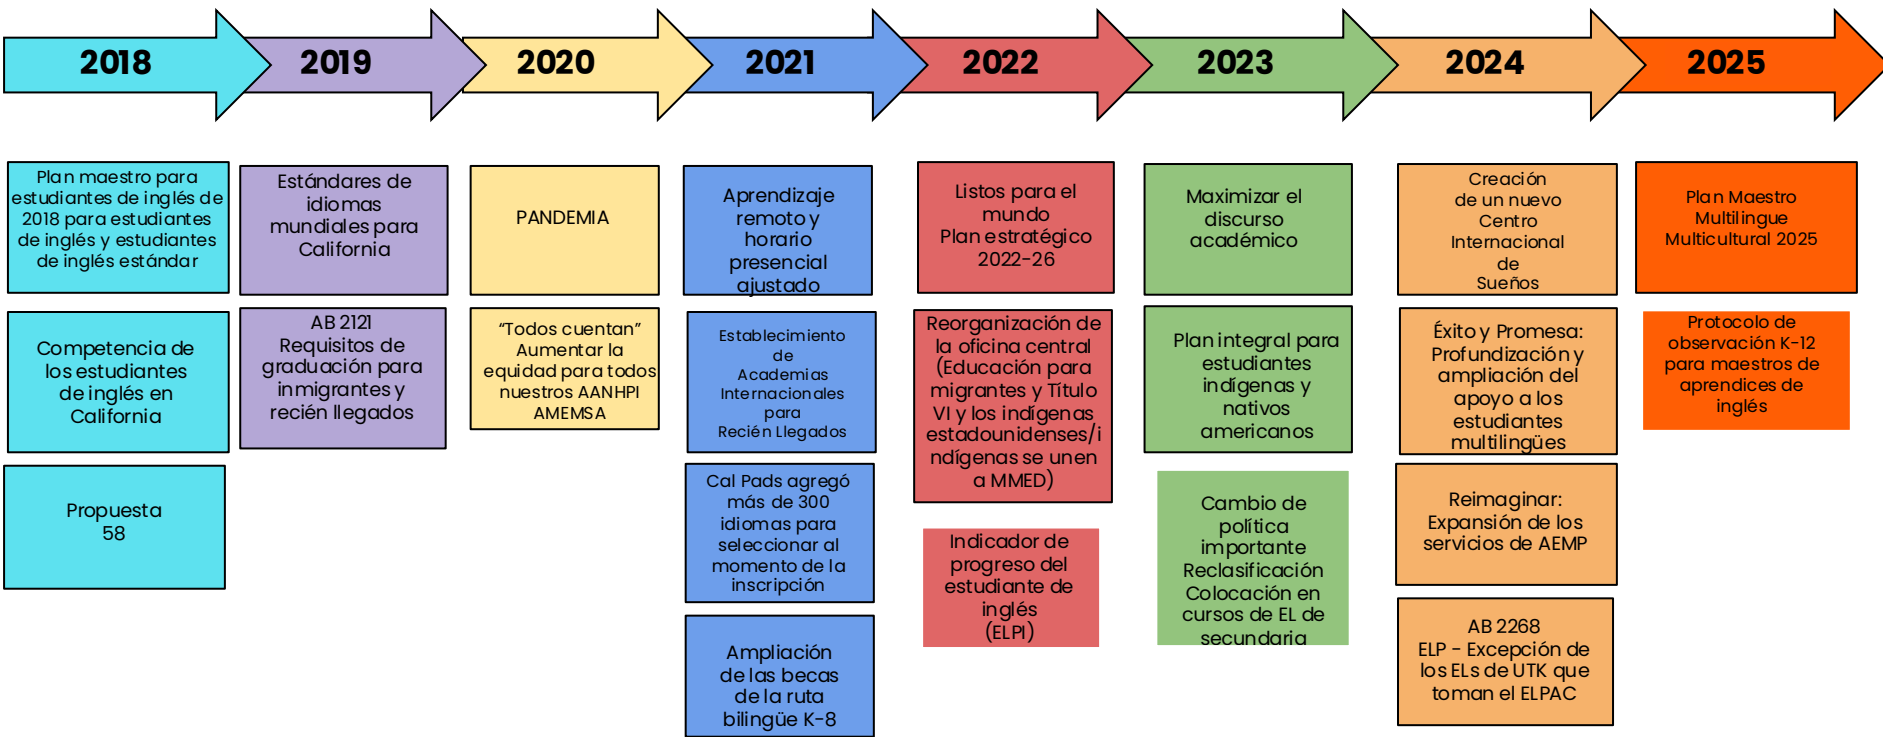 2018
2019
2020
2021
2022
2023
2024
2025
Plan maestro para
estudiantes de inglés de
2018 para estudiantes
de inglés y estudiantes
de inglés estándar
Competencia de
los estudiantes
de inglés en
California
Propuesta
58
Estándares de
idiomas
mundiales para
California
AB 2121
Requisitos de
graduación para
inmigrantes y
recién llegados
PANDEMIA
“Todos cuentan”
Aumentar la
equidad para todos
nuestros AANHPI
AMEMSA
Aprendizaje
remoto y
horario
presencial
ajustado
Establecimiento
de
Academias
Internacionales
para
Recién Llegados
Cal Pads agregó
más de 300
idiomas para
seleccionar al
momento de la
inscripción
Ampliación
de las becas
de la ruta
bilingüe K-8
Listos para el
mundo
Plan estratégico
2022-26
Reorganización de
la oficina central
(Educación para
migrantes y Título
VI y los indígenas
estadounidenses/i
ndígenas se unen
a MMED)
Indicador de
progreso del
estudiante de
inglés
(ELPI)
Maximizar el
discurso
académico
Plan integral para
estudiantes
indígenas y
nativos
americanos
Cambio de
política
importante
Reclasificación
Colocación en
cursos de EL de
secundaria
Creación
de un nuevo
Centro
Internacional
de
Sueños
Éxito y Promesa:
Profundización y
ampliación del
apoyo a los
estudiantes
multilingües
Reimaginar:
Expansión de los
servicios de AEMP
AB 2268
ELP - Excepción de
los ELs de UTK que
toman el ELPAC
Plan Maestro
Multilingue
Multicultural 2025
Protocolo de
observación K-12
para maestros de
aprendices de
inglés